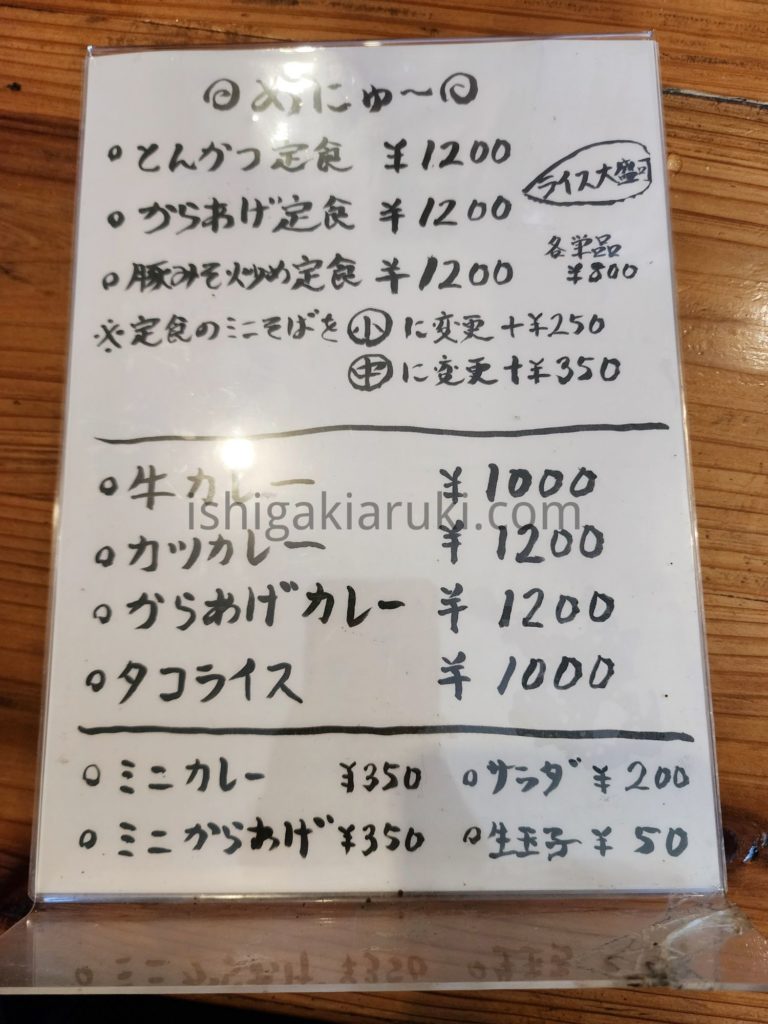 めにゅ〜
とんかつ定食 ¥1200
ライス大盛可
からあげ定食 ¥1200
豚みそ炒め定食 ¥1200
各単品
¥800
※定食のミニそばを㊙小に変更+¥250
㊥に変更+¥350
牛カレー ¥1000
ishigakiaruki.com
カツカレー ¥1200
からあげカレー ¥1200
タコライス ¥1000
ミニカレー ¥350 サラダ ¥200
ミニからあげ ¥350 生玉子 ¥50